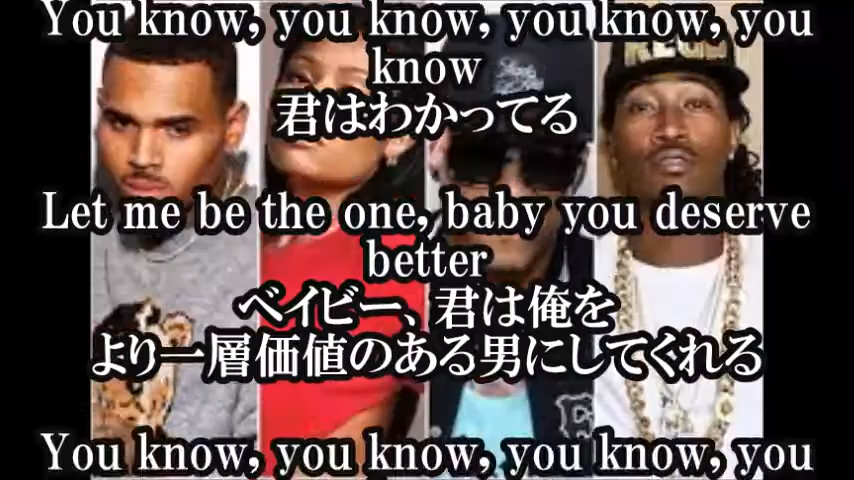 You know, you know, you know, you
know
君はわかってる
Let me be the one, baby you deserve
better
ベイビー、君は俺を
より一層価値のある男にしてくれる
You know, you know, you know, you